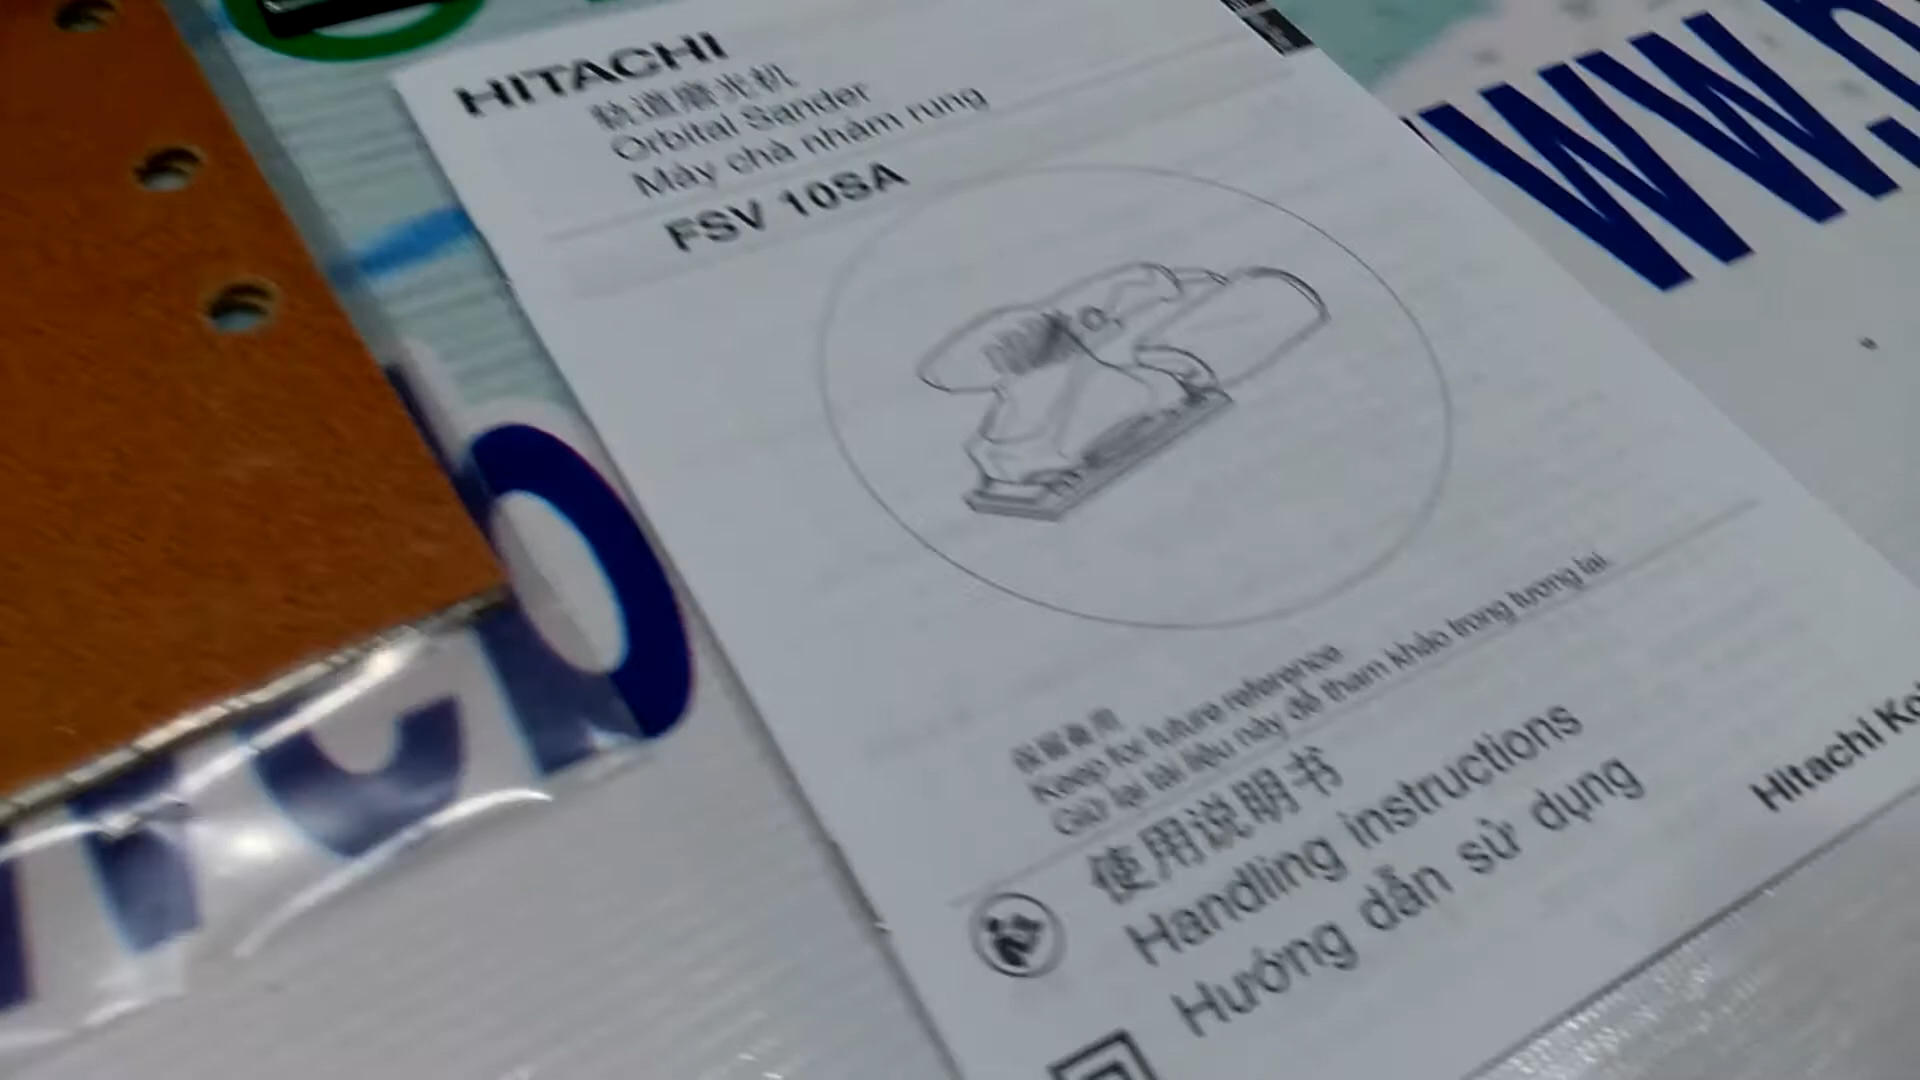 HITACHI
轨道磨光机
Orbital Sander
Máy chà nhám rung
FSV 10SA
保留备用
Keep for future reference
Giữ lại tài liệu này để tham khảo trong tương lai
使用说明书
Handling instructions
Hướng dẫn sử dụng
Hitachi
ww.